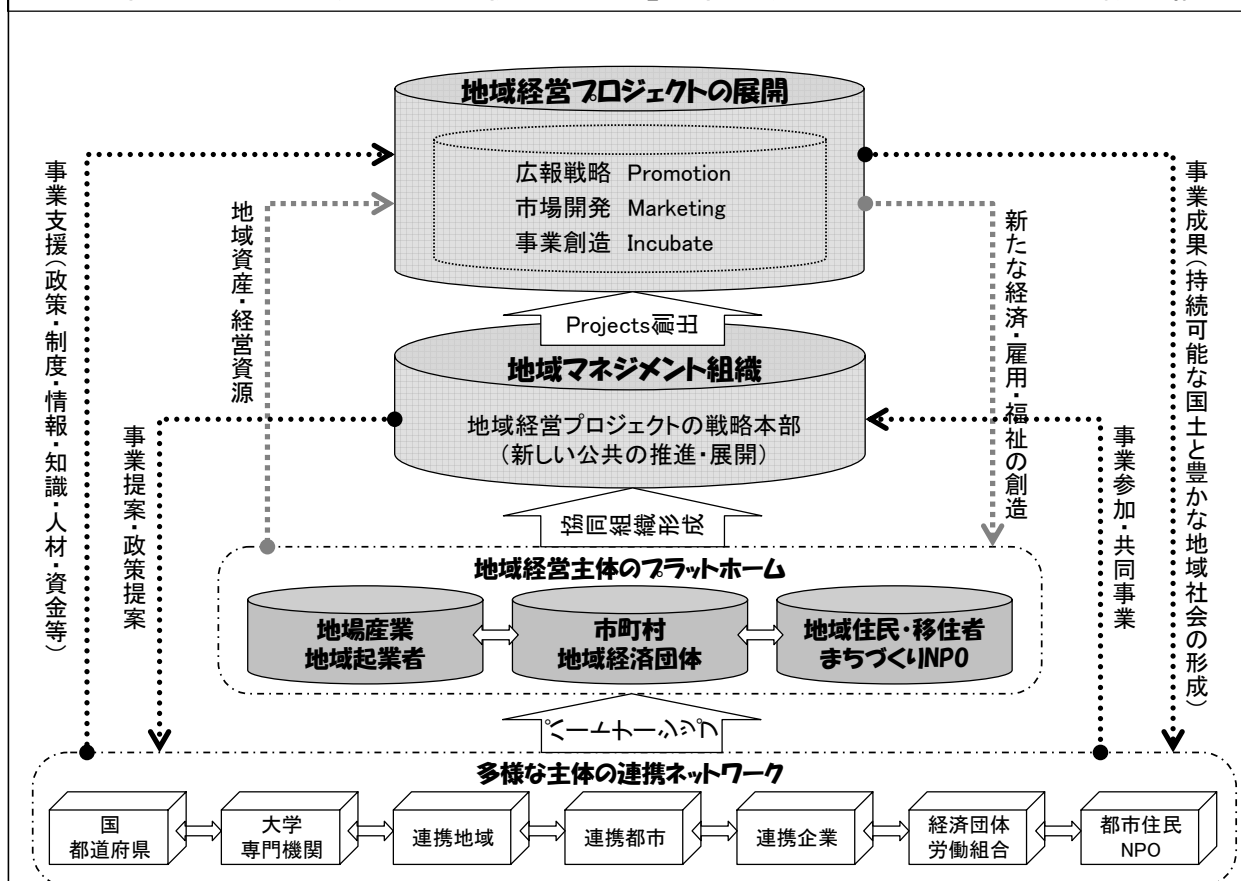 地域経営プロジェクトの展開
広報戦略 Promotion
市場開発 Marketing
事業創造 Incubate
Projects創出
地域マネジメント組織
地域経営プロジェクトの戦略本部
（新しい公共の推進・展開）
協同組織形成
地域経営主体のプラットホーム
地場産業
地域起業者
市町村
地域経済団体
地域住民・移住者
まちづくりNPO
パートナーシップ
多様な主体の連携ネットワーク
国
都道府県
大学
専門機関
連携地域
連携都市
連携企業
経済団体
労働組合
都市住民
NPO
事業支援（政策・制度・情報・知識・人材・資金等）
事業提案・政策提案
地域資産・経営資源
新たな経済・雇用・福祉の創造
事業参加・共同事業
事業成果（持続可能な国土と豊かな地域社会の形成）